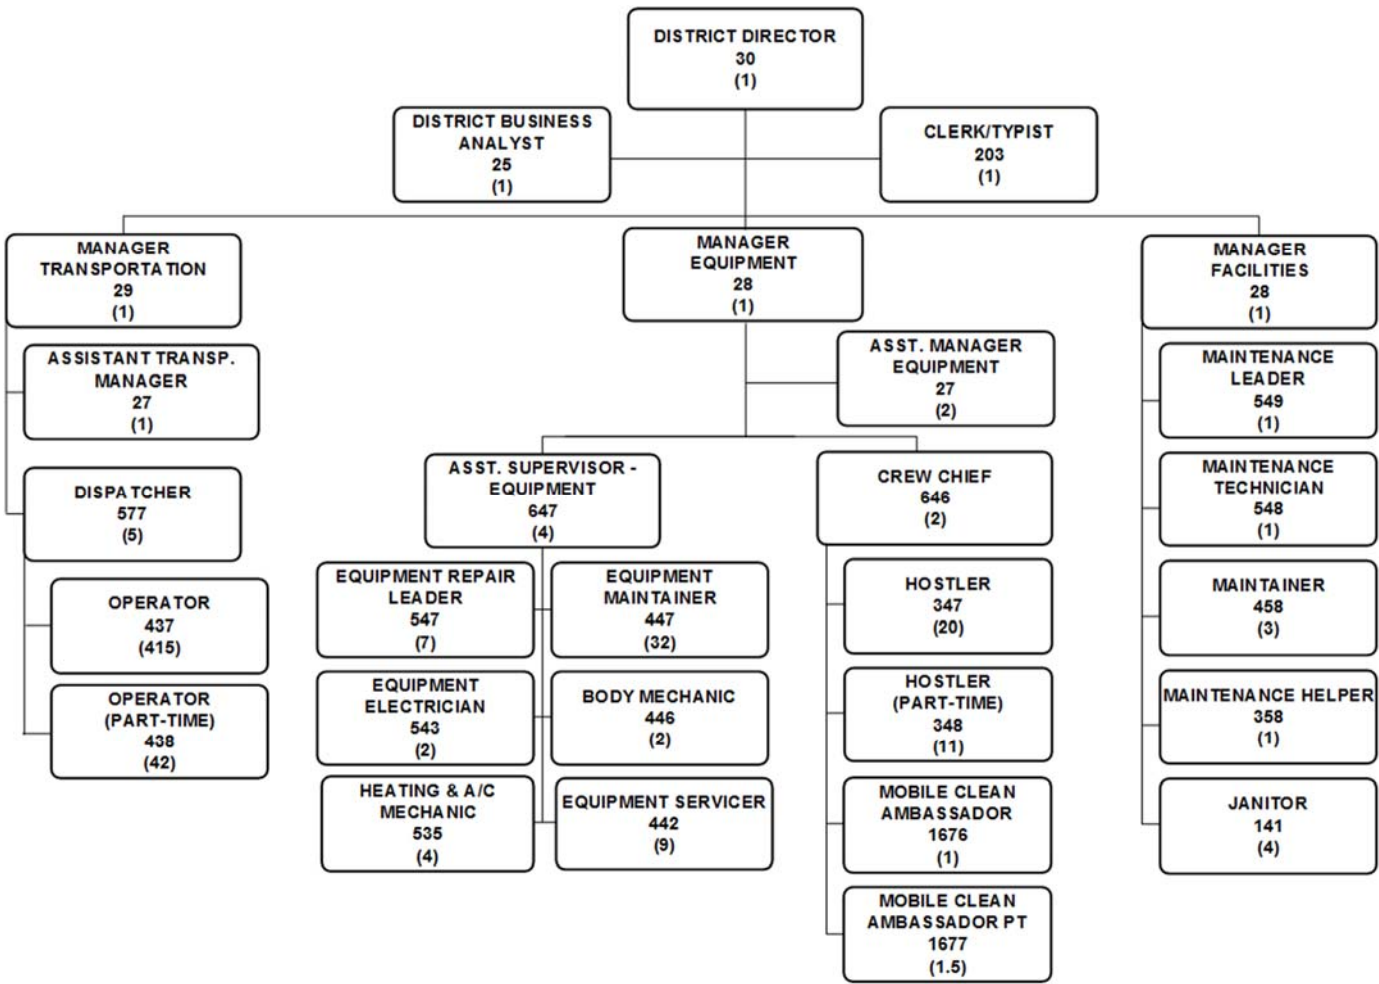 DISTRICT DIRECTOR
30
(1)
DISTRICT BUSINESS
ANALYST
25
(1)
CLERK/TYPIST
203
(1)
MANAGER
TRANSPORTATION
29
(1)
MANAGER
EQUIPMENT
28
(1)
MANAGER
FACILITIES
28
(1)
ASSISTANT TRANSP.
MANAGER
27
(1)
DISPATCHER
577
(5)
OPERATOR
437
(415)
OPERATOR
(PART-TIME)
438
(42)
ASST. MANAGER
EQUIPMENT
27
(2)
ASST. SUPERVISOR -
EQUIPMENT
647
(4)
EQUIPMENT REPAIR
LEADER
547
(7)
EQUIPMENT
MAINTAINER
447
(32)
EQUIPMENT
ELECTRICIAN
543
(2)
BODY MECHANIC
446
(2)
HEATING & A/C
MECHANIC
535
(4)
EQUIPMENT SERVICER
442
(9)
CREW CHIEF
646
(2)
HOSTLER
347
(20)
HOSTLER
(PART-TIME)
348
(11)
MOBILE CLEAN
AMBASSADOR
1676
(1)
MOBILE CLEAN
AMBASSADOR PT
1677
(1.5)
MAINTENANCE
LEADER
549
(1)
MAINTENANCE
TECHNICIAN
548
(1)
MAINTAINER
458
(3)
MAINTENANCE HELPER
358
(1)
JANITOR
141
(4)